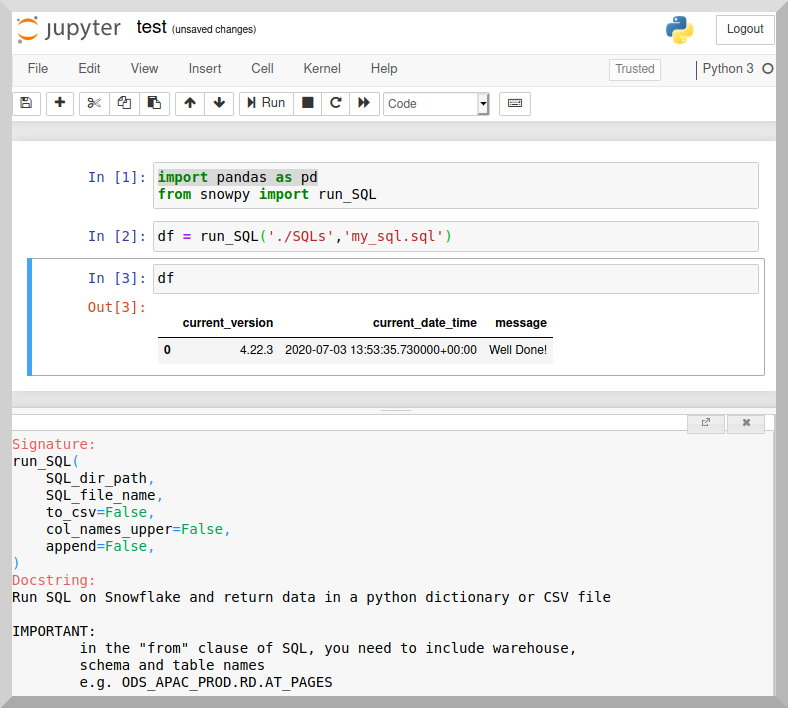 jupyter test (unsaved changes) Logout
File Edit View Insert Cell Kernel Help Trusted Python 3
Run Code
In [1]: import pandas as pd
from snowpy import run_SQL
In [2]: df = run_SQL('./SQLs','my_sql.sql')
In [3]: df
Out[3]:
current_version current_date_time message
0 4.22.3 2020-07-03 13:53:35.730000+00:00 Well Done!
Signature:
run_SQL(
    SQL_dir_path,
    SQL_file_name,
    to_csv=False,
    col_names_upper=False,
    append=False,
)
Docstring:
Run SQL on Snowflake and return data in a python dictionary or CSV file

IMPORTANT:
        in the "from" clause of SQL, you need to include warehouse,
        schema and table names
        e.g. ODS_APAC_PROD.RD.AT_PAGES